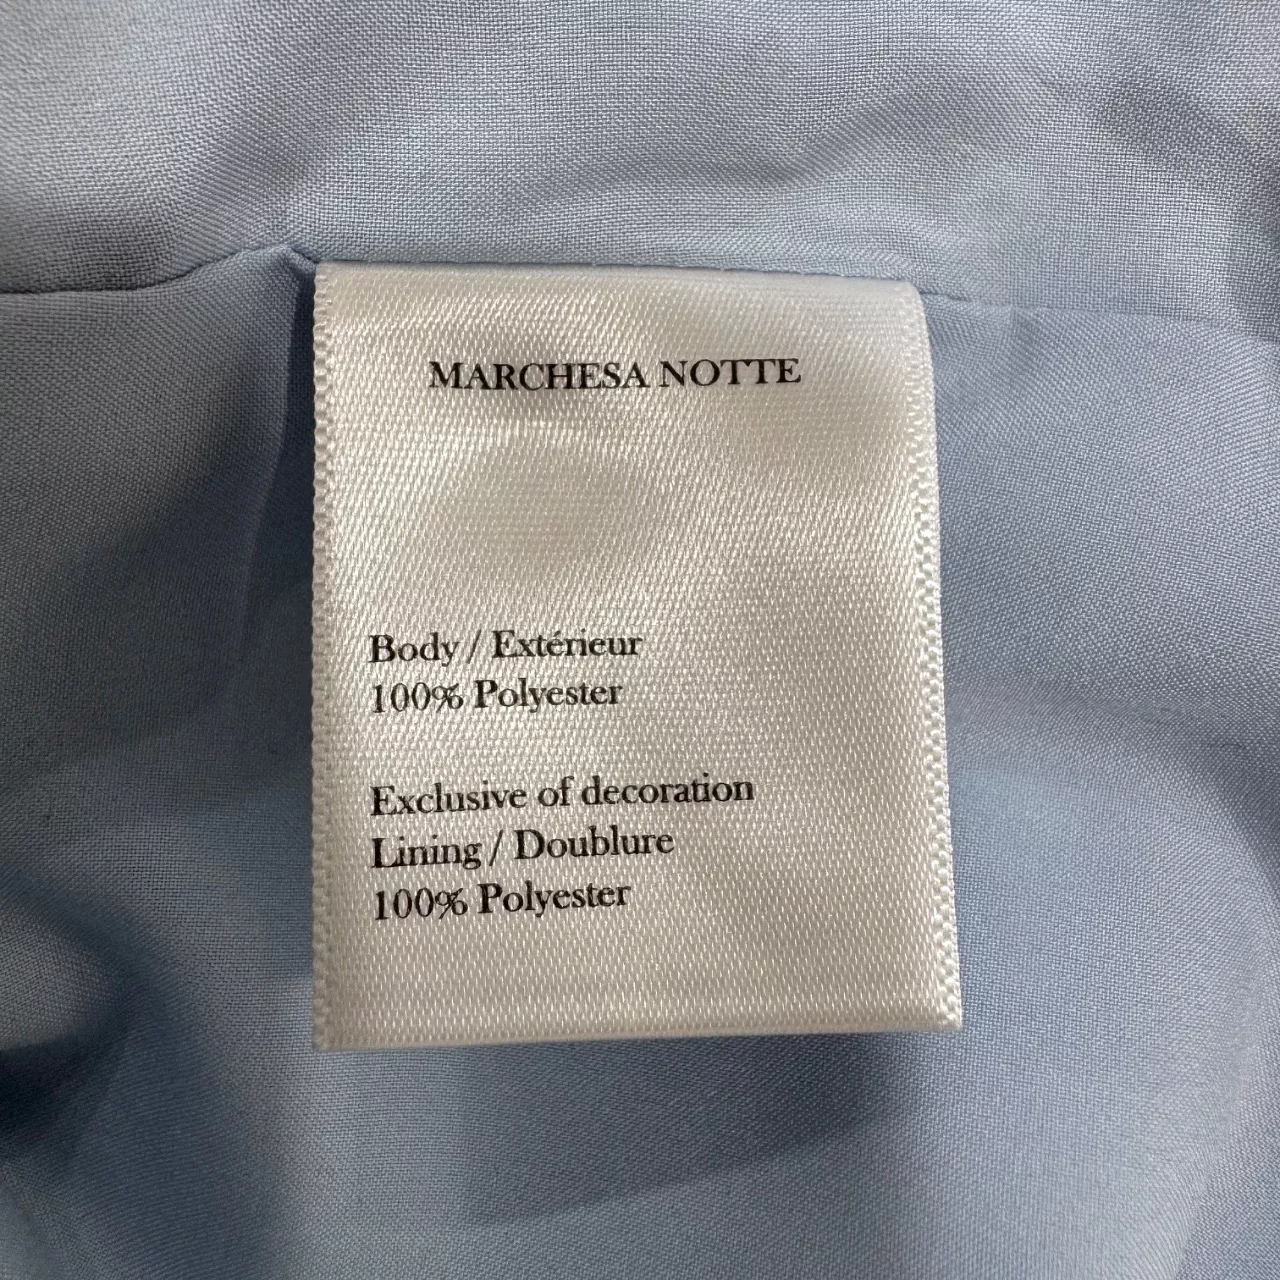 MARCHESA NOTTE
Body / Extérieur
100% Polyester
Exclusive of decoration
Lining / Doublure
100% Polyester